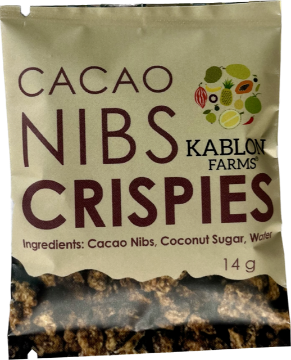 CACAO
NIBS
KABLON
FARMS®
CRISPIES
Ingredients: Cacao Nibs, Coconut Sugar, Water
14 g